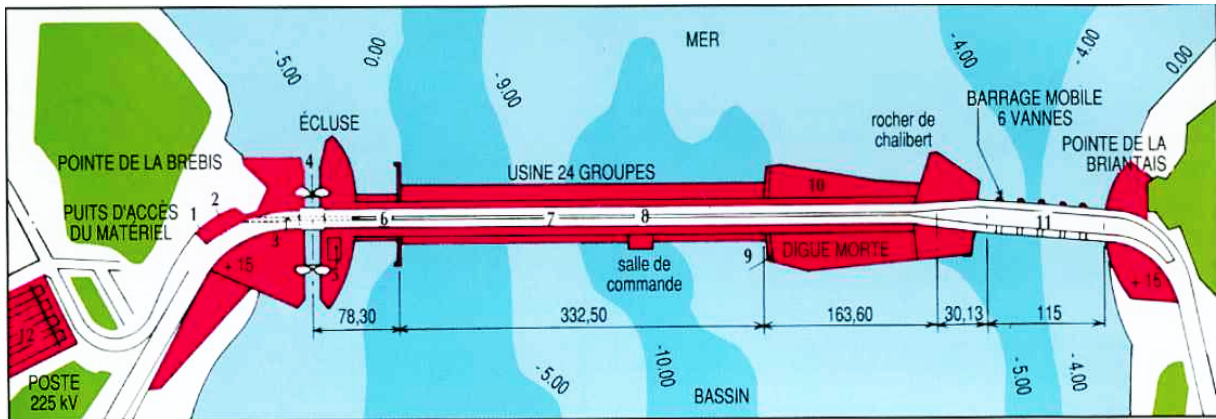 MER
- 5.00
0.00
- 9.00
- 4.00
- 4.00
0.00
BARRAGE MOBILE
6 VANNES
rocher de
chalibert
ÉCLUSE
POINTE DE LA BREBIS
4
USINE 24 GROUPES
POINTE DE LA
BRIANTAIS
10
PUITS D'ACCÈS
DU MATÉRIEL
1
2
3
6
7
8
11
5
9
DIGUE MORTE
salle de
commande
+ 15
+ 15
78,30
332,50
163,60
30,13
115
12
POSTE
225 kV
- 5.00
- 10.00
BASSIN
- 5.00
- 4.00